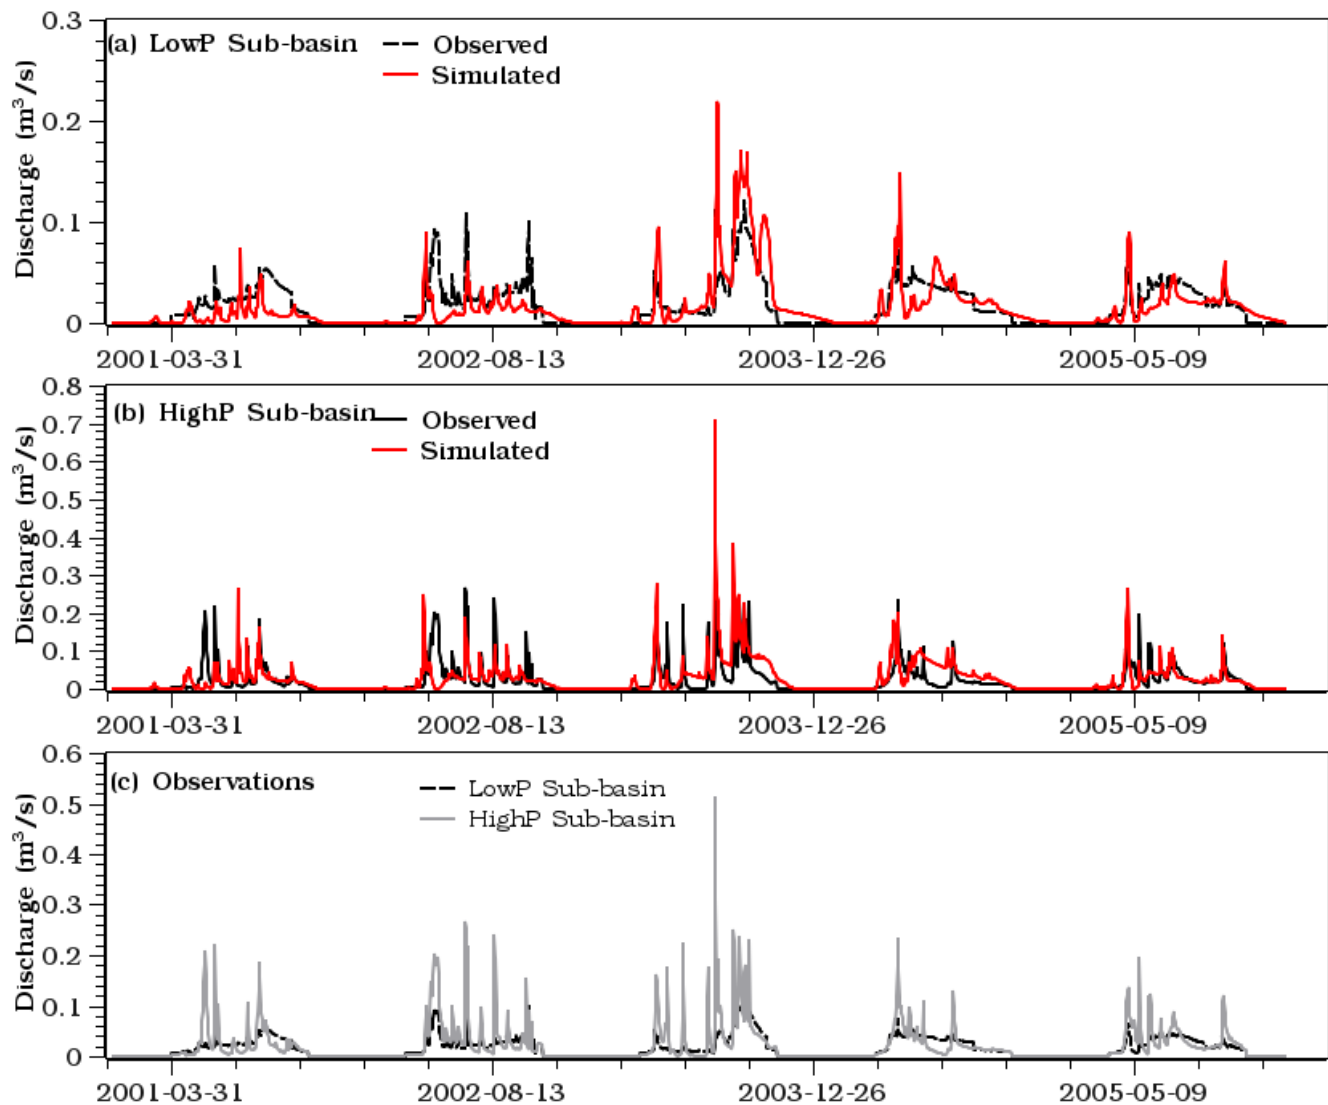 0.3
(a) LowP Sub-basin
Observed
Simulated
0.2
0.1
0
Discharge (m³/s)
2001-03-31 2002-08-13 2003-12-26 2005-05-09
0.8
(b) HighP Sub-basin
Observed
Simulated
0.7
0.6
0.5
0.4
0.3
0.2
0.1
0
Discharge (m³/s)
2001-03-31 2002-08-13 2003-12-26 2005-05-09
0.6
(c) Observations
LowP Sub-basin
HighP Sub-basin
0.5
0.4
0.3
0.2
0.1
0
Discharge (m³/s)
2001-03-31 2002-08-13 2003-12-26 2005-05-09